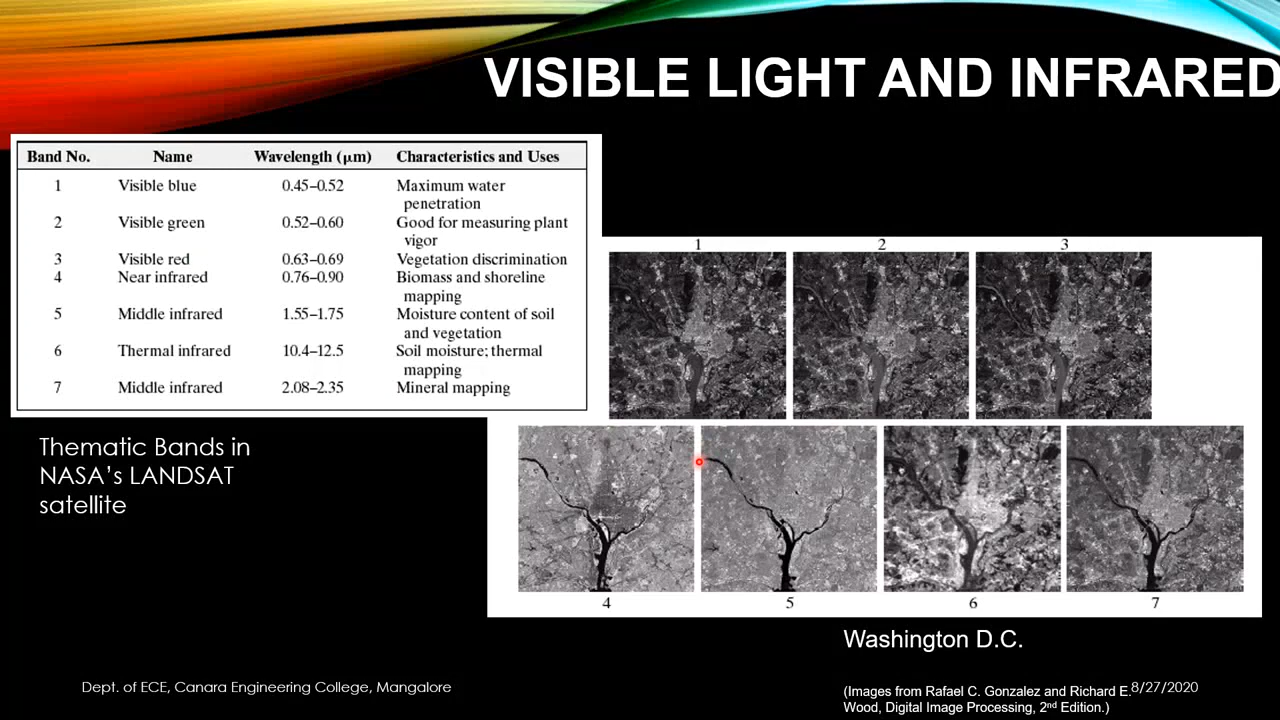 VISIBLE LIGHT AND INFRARED
Band No. Name Wavelength (μm) Characteristics and Uses
1 Visible blue 0.45–0.52 Maximum water
penetration
2 Visible green 0.52–0.60 Good for measuring plant
vigor
3 Visible red 0.63–0.69 Vegetation discrimination
4 Near infrared 0.76–0.90 Biomass and shoreline
mapping
5 Middle infrared 1.55–1.75 Moisture content of soil
and vegetation
6 Thermal infrared 10.4–12.5 Soil moisture; thermal
mapping
7 Middle infrared 2.08–2.35 Mineral mapping
1 2 3
4 5 6 7
Thematic Bands in
NASA’s LANDSAT
satellite
Washington D.C.
Dept. of ECE, Canara Engineering College, Mangalore
(Images from Rafael C. Gonzalez and Richard E.
Wood, Digital Image Processing, 2nd Edition.)
8/27/2020